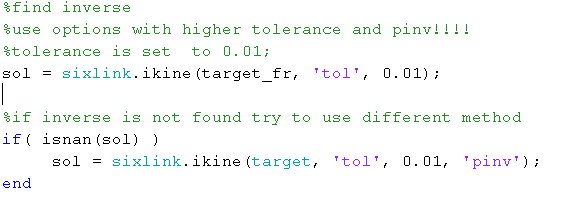 %find inverse
%use options with higher tolerance and pinv!!!!
%tolerance is set  to 0.01;
sol = sixlink.ikine(target_fr, 'tol', 0.01);
%if inverse is not found try to use different method
if( isnan(sol) )
     sol = sixlink.ikine(target, 'tol', 0.01, 'pinv');
end